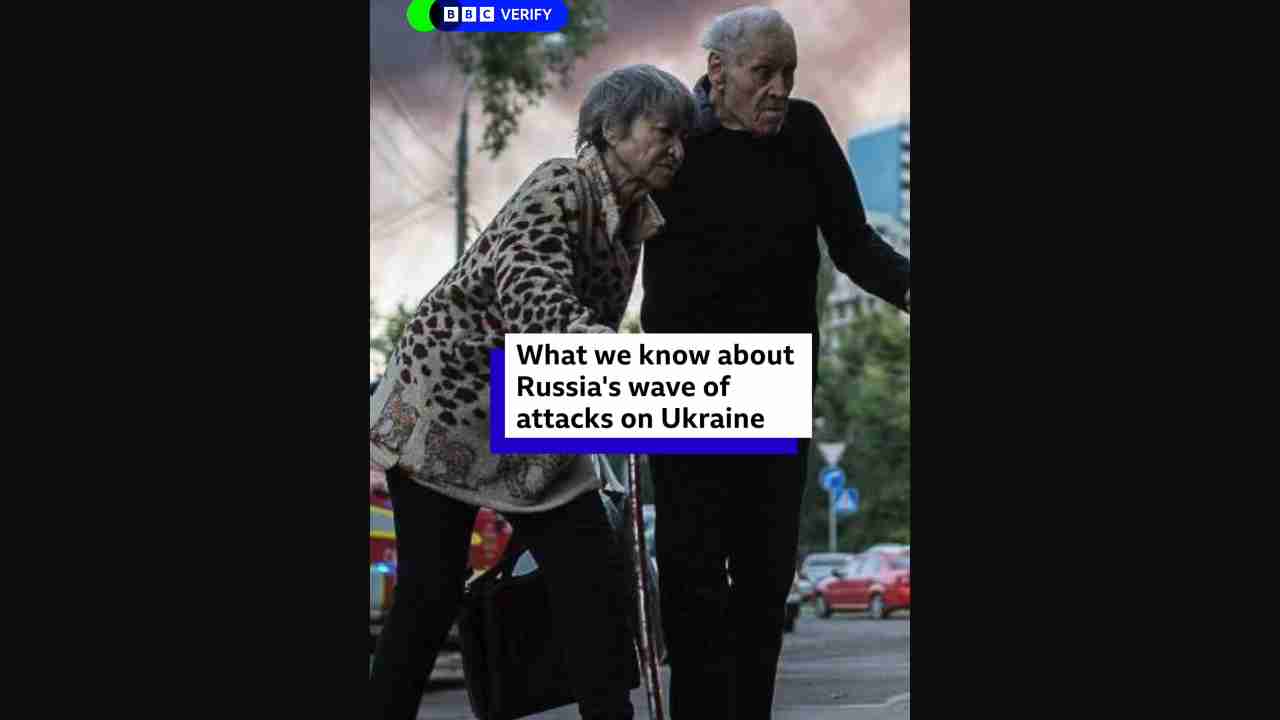 BBC VERIFY
What we know about
Russia's wave of
attacks on Ukraine